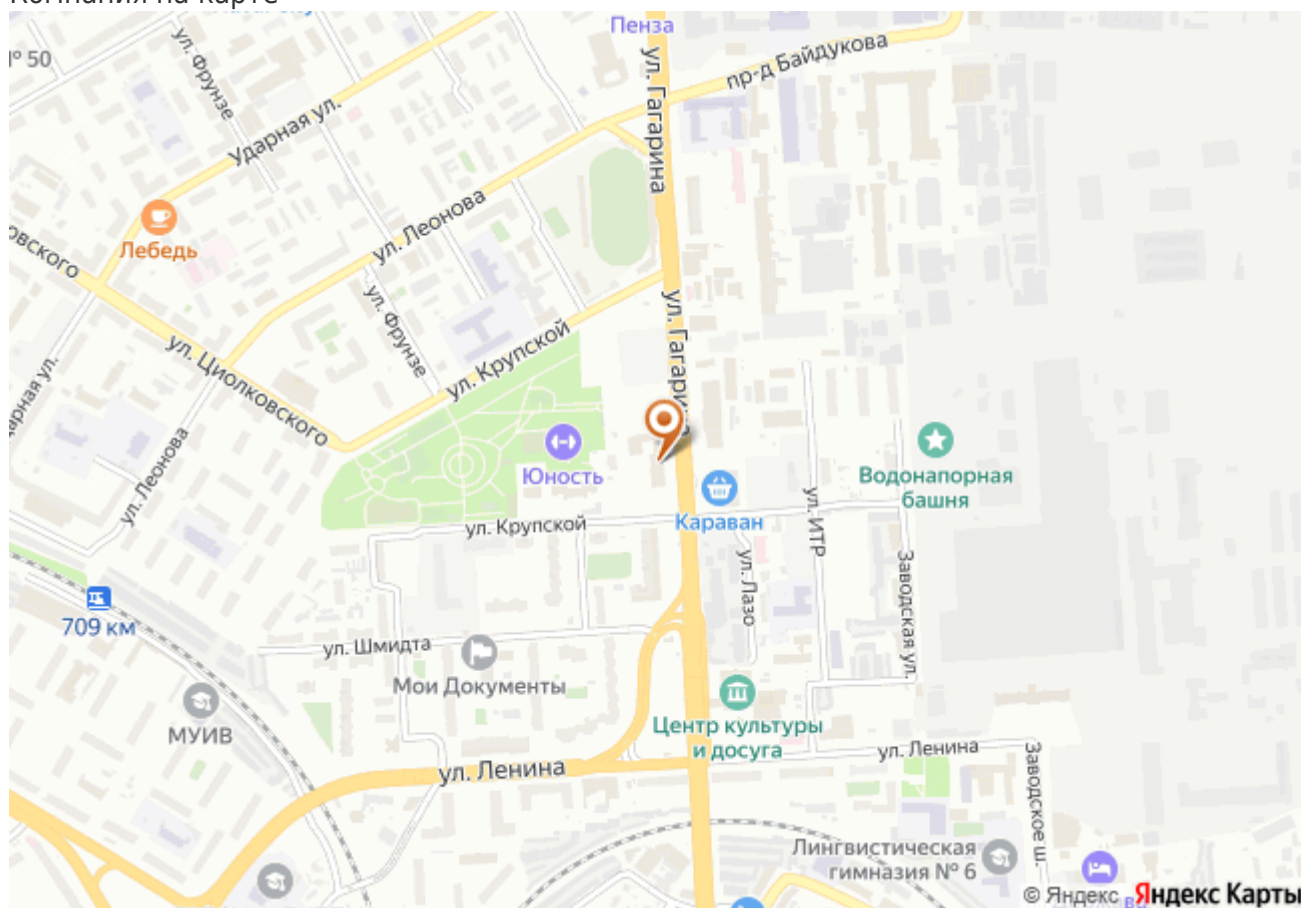 Компания на карте
Пенза
№ 50
ул. Фрунзе
Ударная ул.
ул. Гагарина
пр-д Байдукова
ул. Леонова
Лебедь
ул. Фрунзе
ул. Крупской
ул. Гагарина
ул. Циолковского
ул. Леонова
Юность
Водонапорная
башня
Караван
ул. Крупской
ул. ИТР
ул. Лазо
Заводская ул.
709 км
ул. Шмидта
Мои Документы
МУИВ
Центр культуры
и досуга
ул. Ленина
ул. Ленина
Заводское ш.
Лингвистическая
гимназия № 6
© Яндекс Яндекс Карты